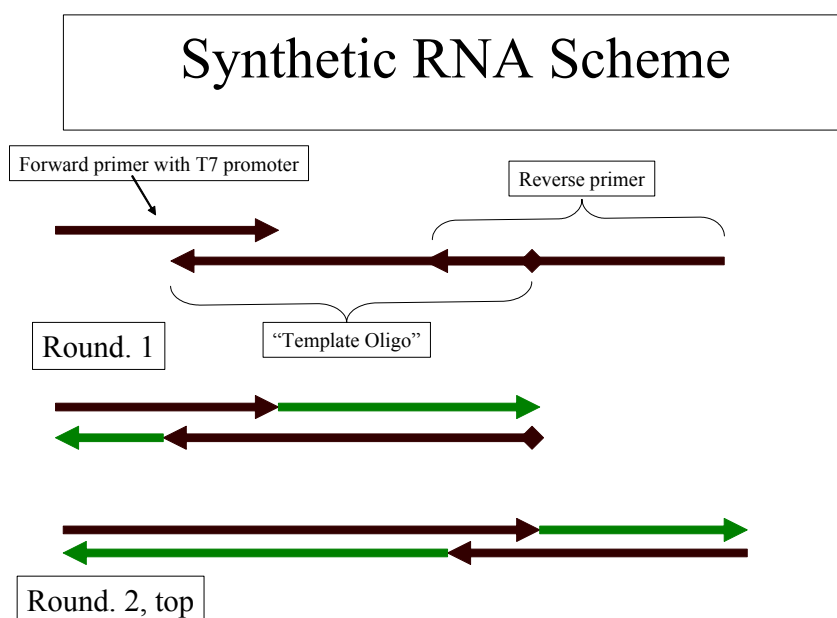 Synthetic RNA Scheme
Forward primer with T7 promoter
Reverse primer
“Template Oligo”
Round. 1
Round. 2, top